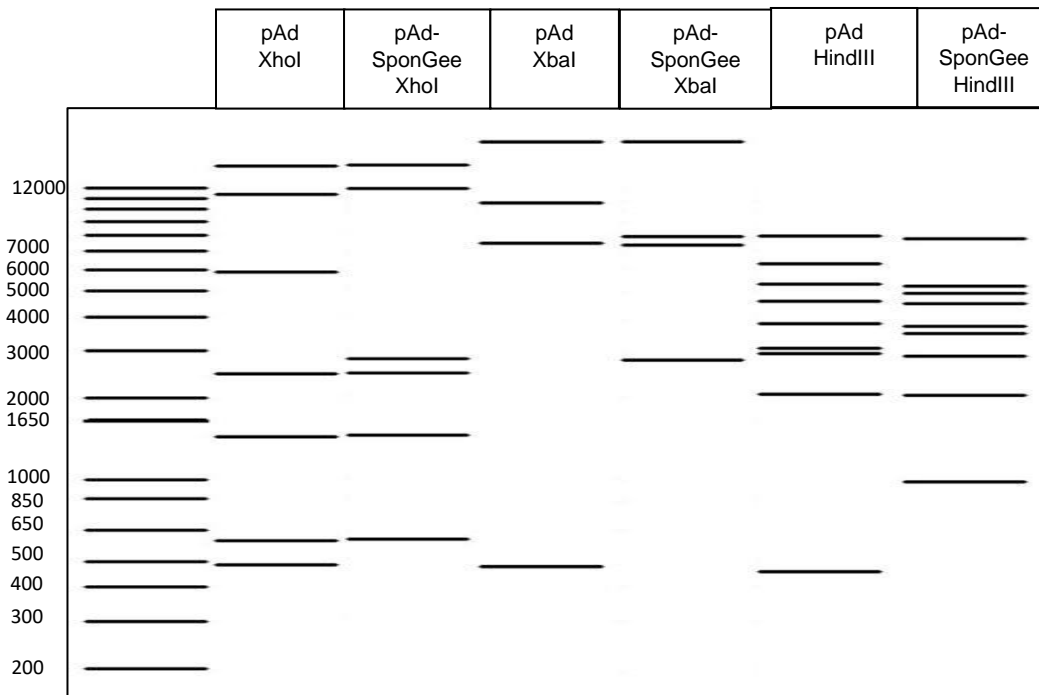 pAd
XhoI
pAd-
SponGee
XhoI
pAd
XbaI
pAd-
SponGee
XbaI
pAd
HindIII
pAd-
SponGee
HindIII
12000
7000
6000
5000
4000
3000
2000
1650
1000
850
650
500
400
300
200